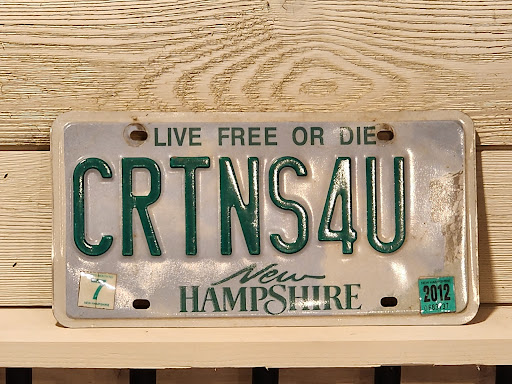 LIVE FREE OR DIE
CRTNS4U
New
HAMPSHIRE
7
2012